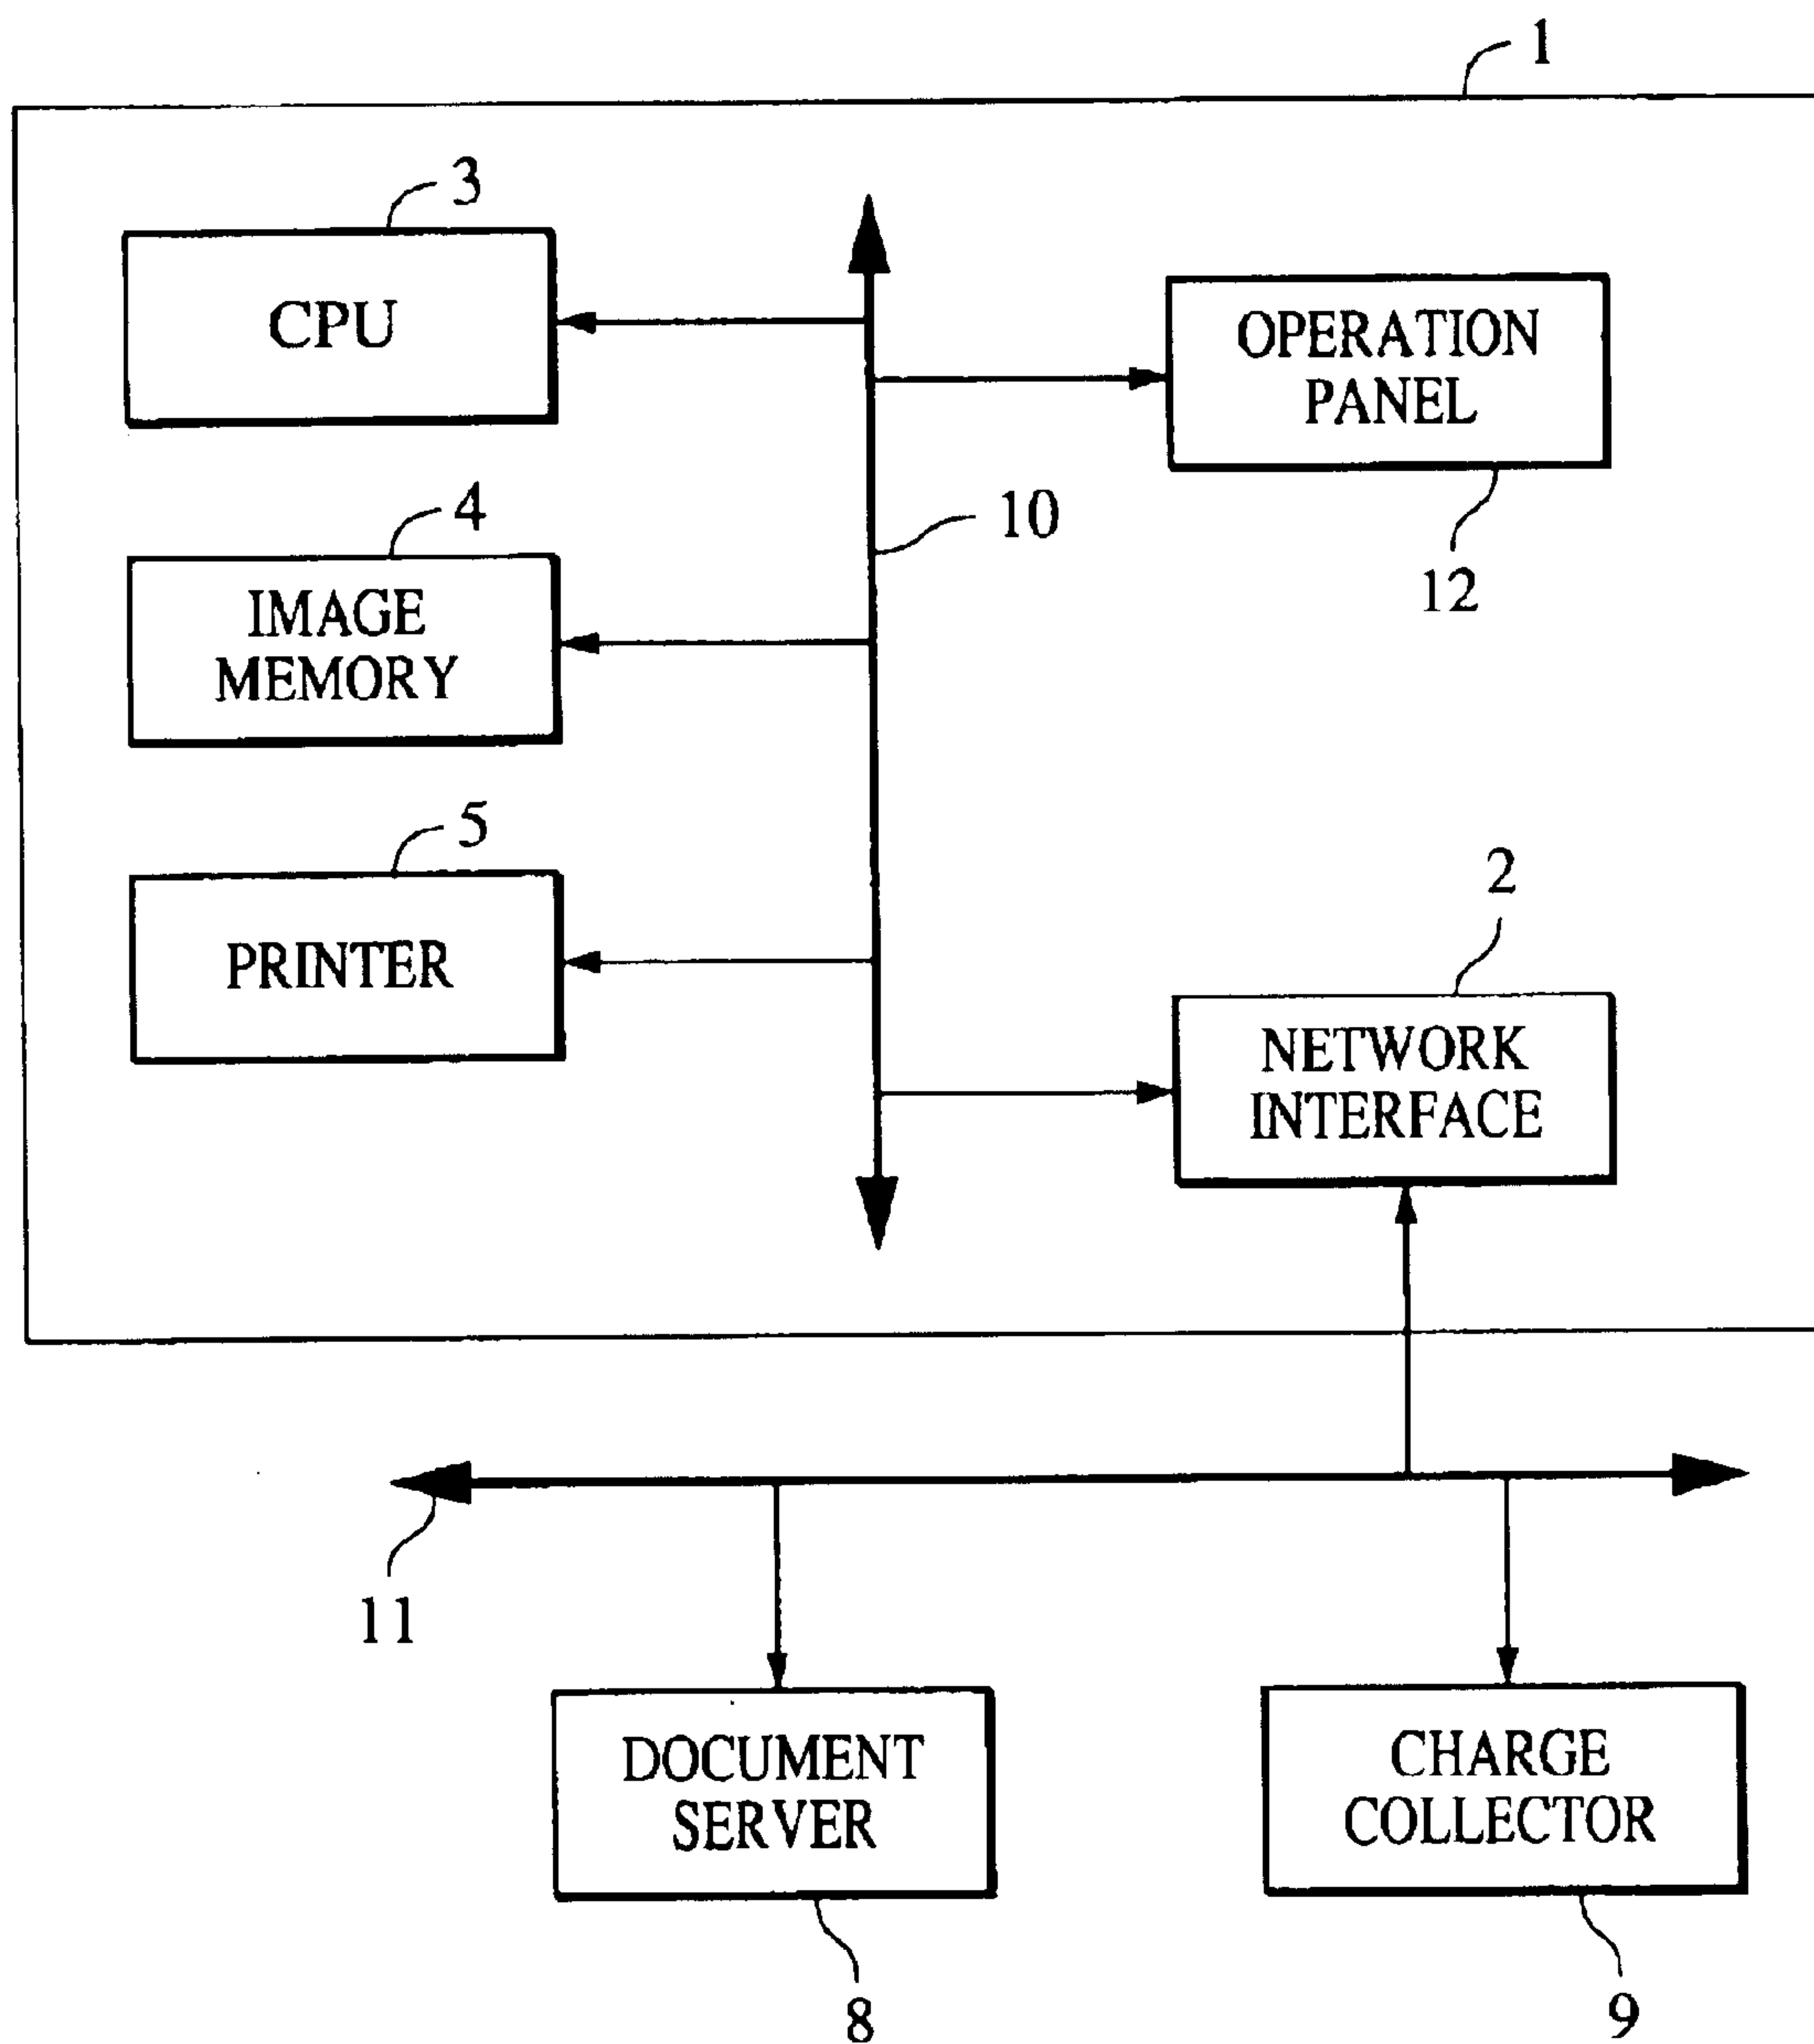 1
3
CPU
OPERATION
PANEL
12
4
IMAGE
MEMORY
10
5
PRINTER
2
NETWORK
INTERFACE
11
DOCUMENT
SERVER
8
CHARGE
COLLECTOR
9